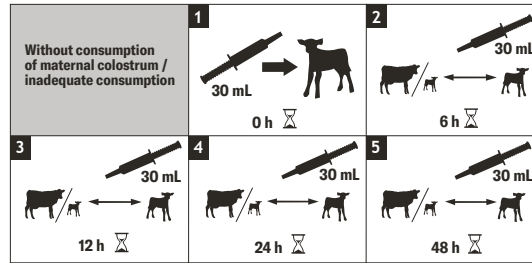 Without consumption
of maternal colostrum /
inadequate consumption
1
30 mL
0 h
2
30 mL
6 h
3
30 mL
12 h
4
30 mL
24 h
5
30 mL
48 h